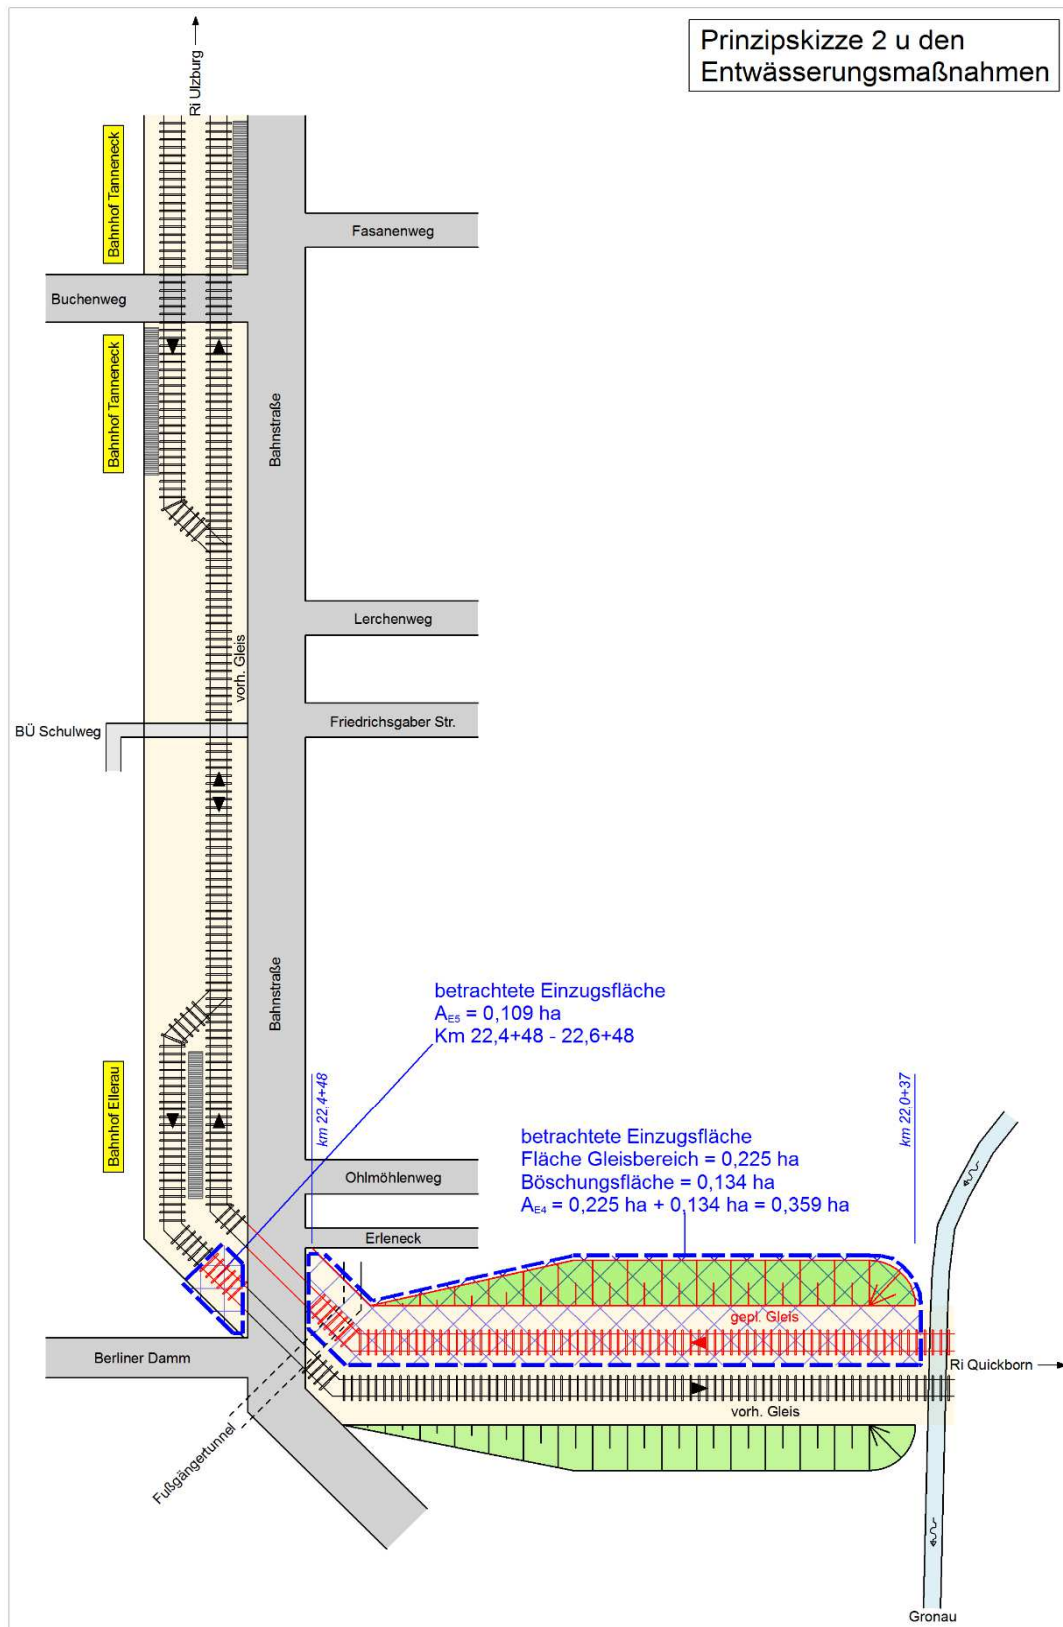 Prinzipskizze 2 u den
Entwässerungsmaßnahmen
Ri Ulzburg
Bahnhof Tanneneck
Fasanenweg
Buchenweg
Bahnhof Tanneneck
Bahnstraße
Lerchenweg
vorh. Gleis
BÜ Schulweg
Friedrichsgaber Str.
Bahnstraße
betrachtete Einzugsfläche
AE5 = 0,109 ha
Km 22,4+48 - 22,6+48
Bahnhof Ellerau
km 22,4+48
km 22,0+37
betrachtete Einzugsfläche
Fläche Gleisbereich = 0,225 ha
Böschungsfläche = 0,134 ha
AE4 = 0,225 ha + 0,134 ha = 0,359 ha
Ohlmöhlenweg
Erleneck
gepl. Gleis
Berliner Damm
Ri Quickborn
vorh. Gleis
Fußgängertunnel
Gronau